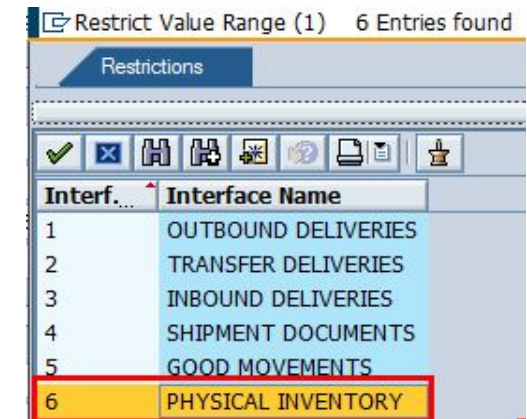 Restrict Value Range (1) 6 Entries found
Restrictions
Interf... Interface Name
1 OUTBOUND DELIVERIES
2 TRANSFER DELIVERIES
3 INBOUND DELIVERIES
4 SHIPMENT DOCUMENTS
5 GOOD MOVEMENTS
6 PHYSICAL INVENTORY